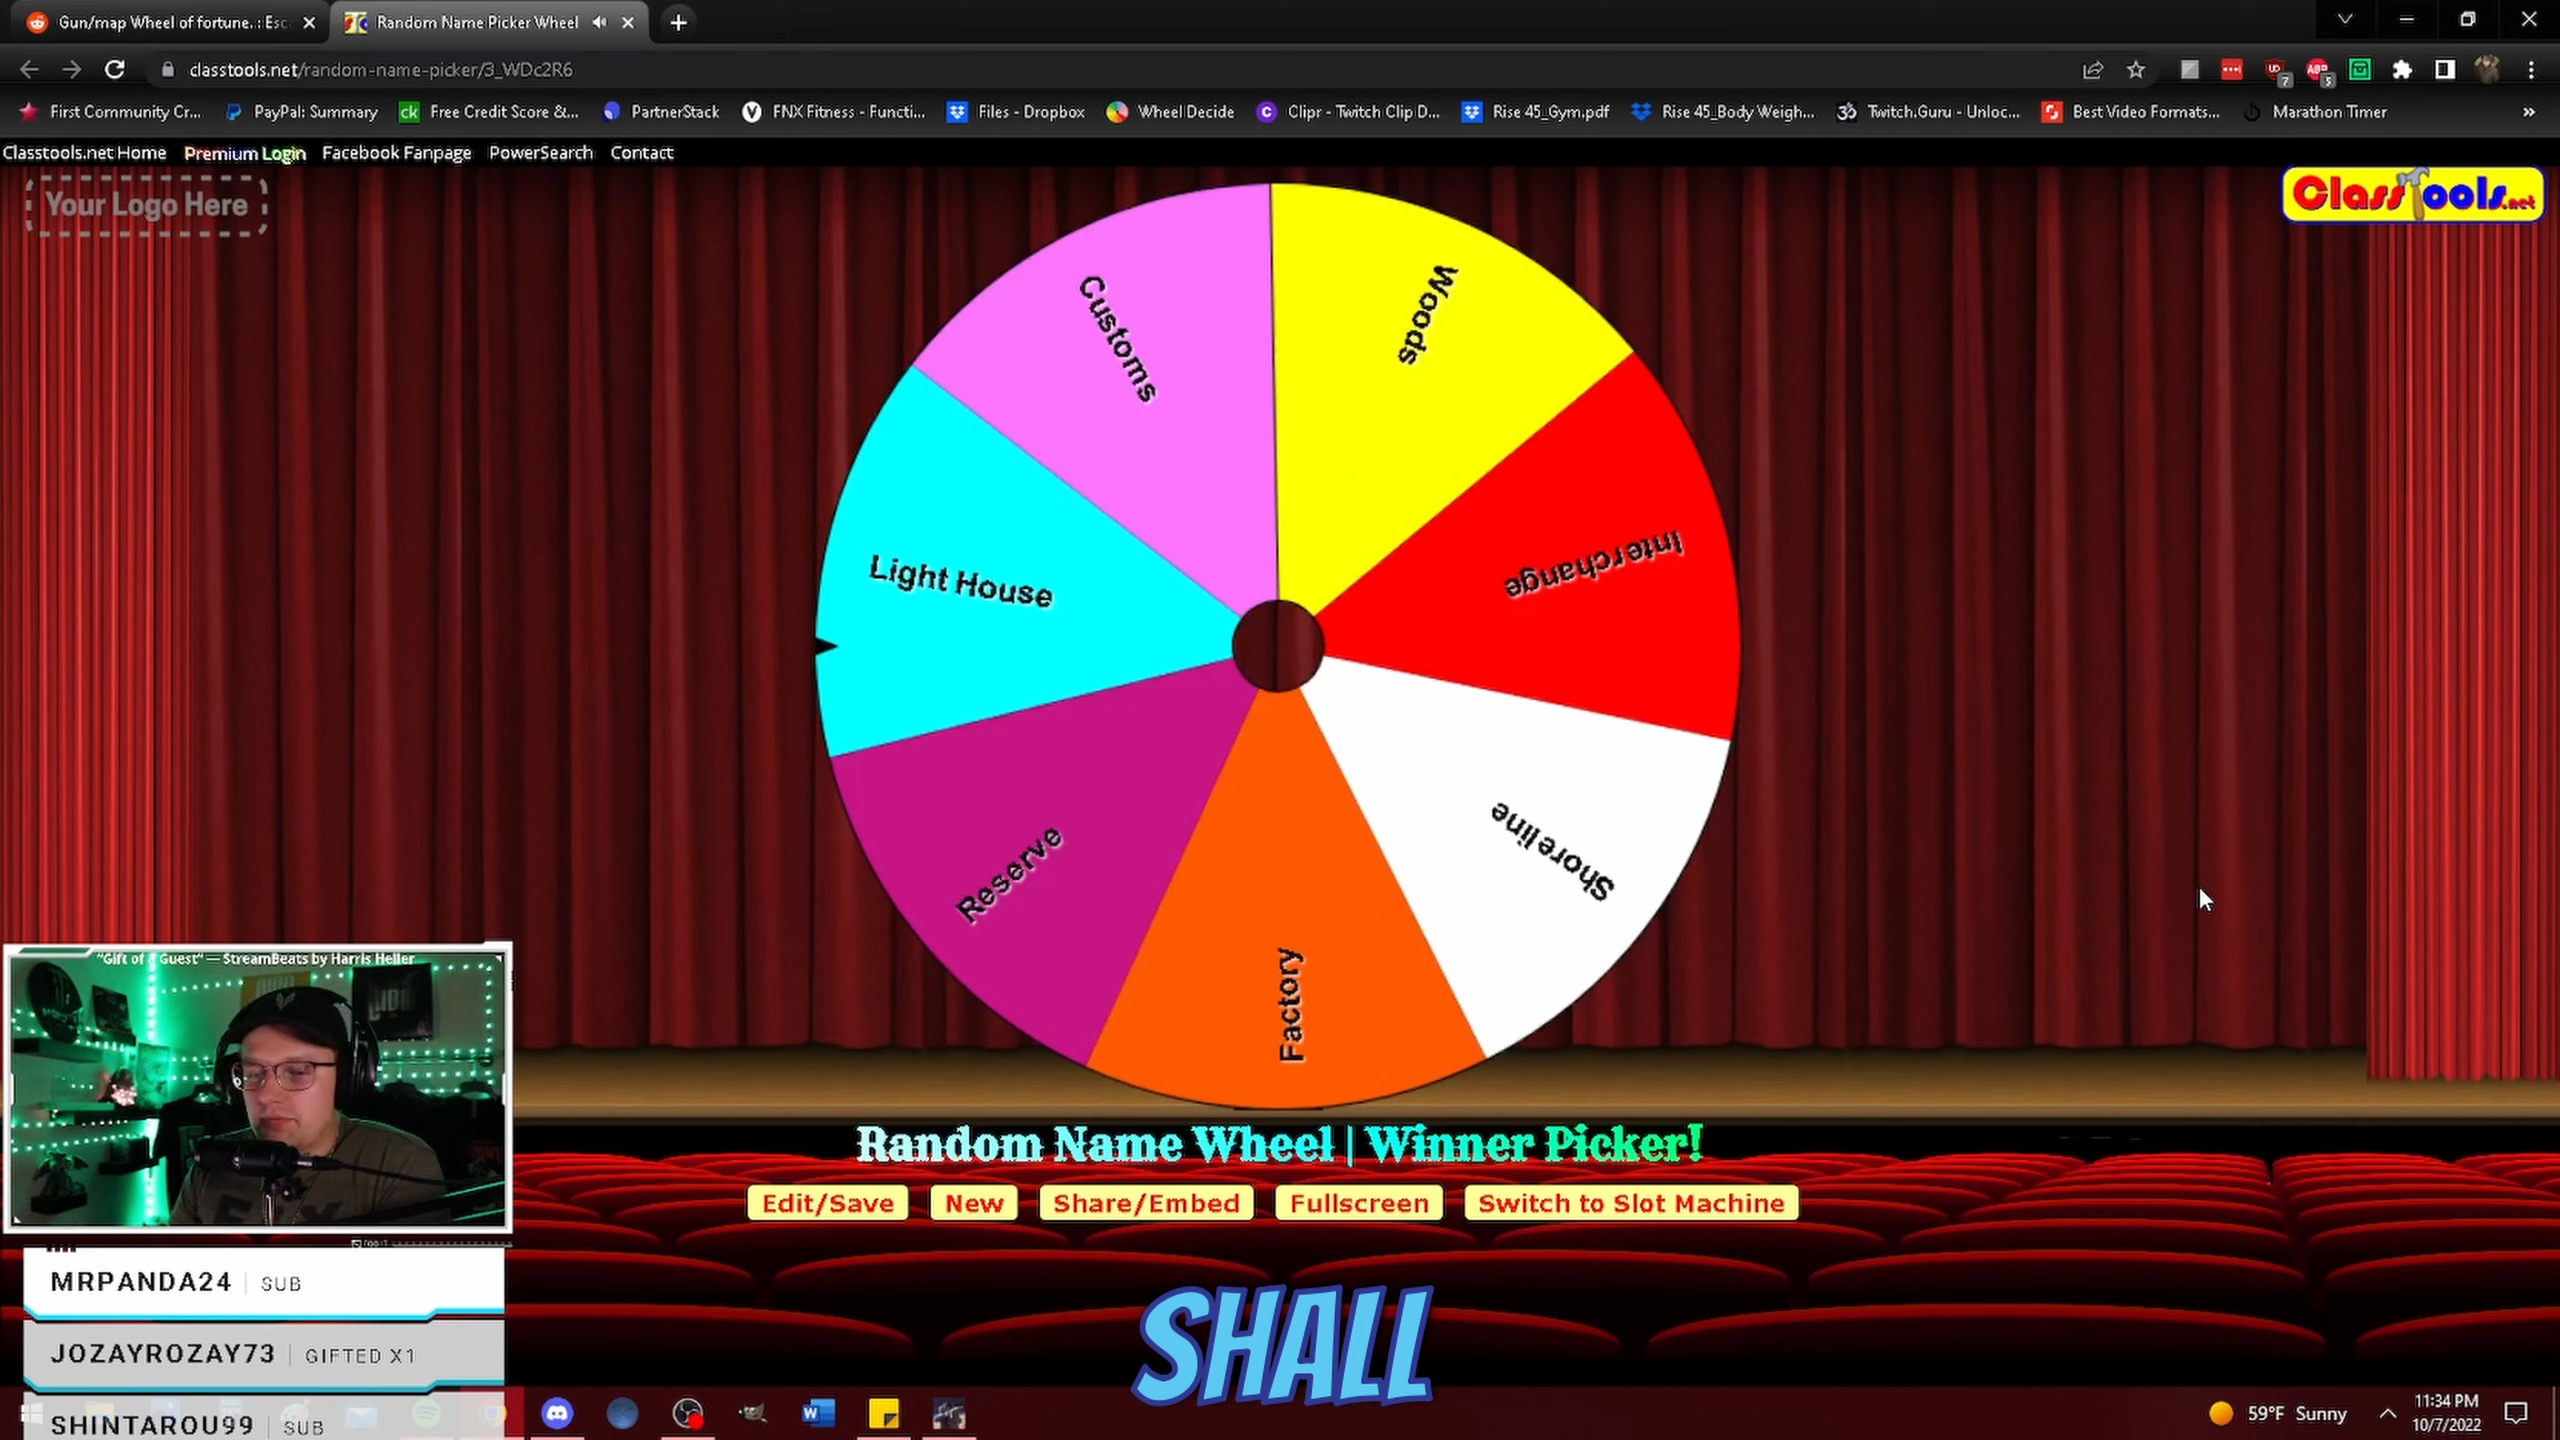 Gun/map Wheel of fortune. : Esc
Random Name Picker Wheel
classtools.net/random-name-picker/3_WDc2R6
First Community Cr...
PayPal: Summary
ck Free Credit Score &...
PartnerStack
FNX Fitness - Functi...
Files - Dropbox
Wheel Decide
Clipr - Twitch Clip D...
Rise 45_Gym.pdf
Rise 45_Body Weigh...
Twitch.Guru - Unloc...
Best Video Formats...
Marathon Timer
Classtools.net Home Premium Login Facebook Fanpage PowerSearch Contact
Your Logo Here
ClassTools.net
Customs
Woods
Light House
Interchange
Reserve
Shoreline
Factory
"Gift of a Guest" — StreamBeats by Harris Heller
Random Name Wheel | Winner Picker!
Edit/Save New Share/Embed Fullscreen Switch to Slot Machine
MRPANDA24 | SUB
JOZAYROZAY73 | GIFTED X1
SHINTAROU99 | SUB
SHALL
59°F Sunny
11:34 PM
10/7/2022